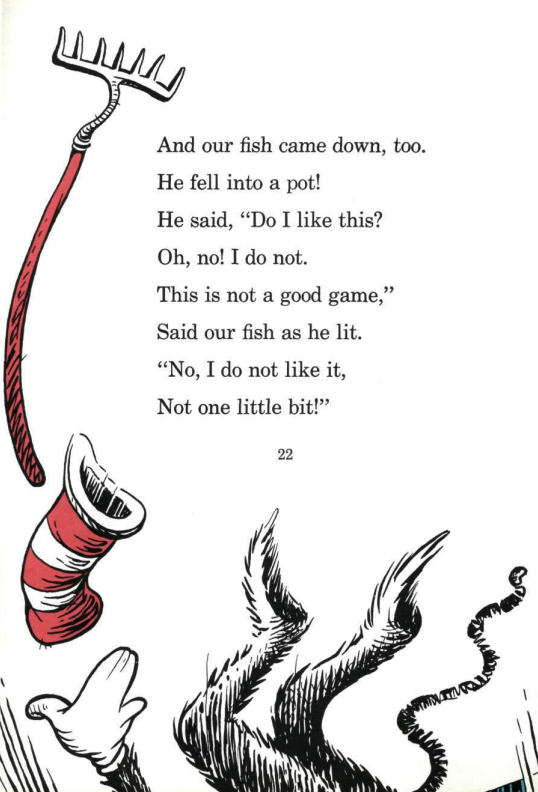 And our fish came down, too.
He fell into a pot!
He said, “Do I like this?
Oh, no! I do not.
This is not a good game,”
Said our fish as he lit.
“No, I do not like it,
Not one little bit!”
22